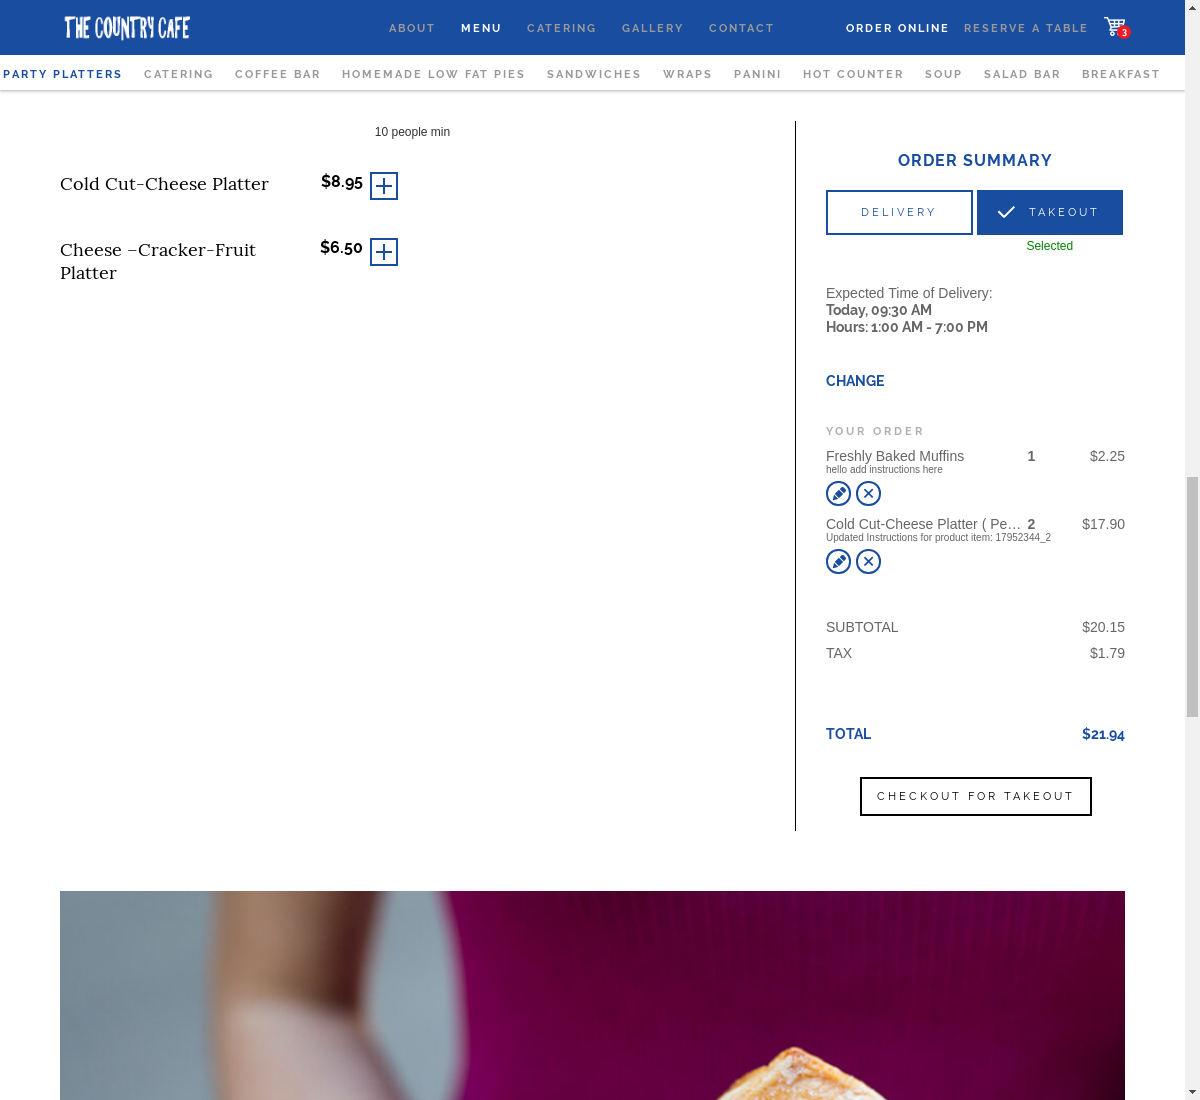 THE COUNTRY CAFE
ABOUT MENU CATERING GALLERY CONTACT ORDER ONLINE RESERVE A TABLE 3
PARTY PLATTERS CATERING COFFEE BAR HOMEMADE LOW FAT PIES SANDWICHES WRAPS PANINI HOT COUNTER SOUP SALAD BAR BREAKFAST
10 people min
Cold Cut-Cheese Platter $8.95
Cheese –Cracker-Fruit Platter $6.50
ORDER SUMMARY
DELIVERY TAKEOUT
Selected
Expected Time of Delivery:
Today, 09:30 AM
Hours: 1:00 AM - 7:00 PM
CHANGE
YOUR ORDER
Freshly Baked Muffins 1 $2.25
hello add instructions here
Cold Cut-Cheese Platter ( Pe… 2 $17.90
Updated Instructions for product item: 17952344_2
SUBTOTAL $20.15
TAX $1.79
TOTAL $21.94
CHECKOUT FOR TAKEOUT